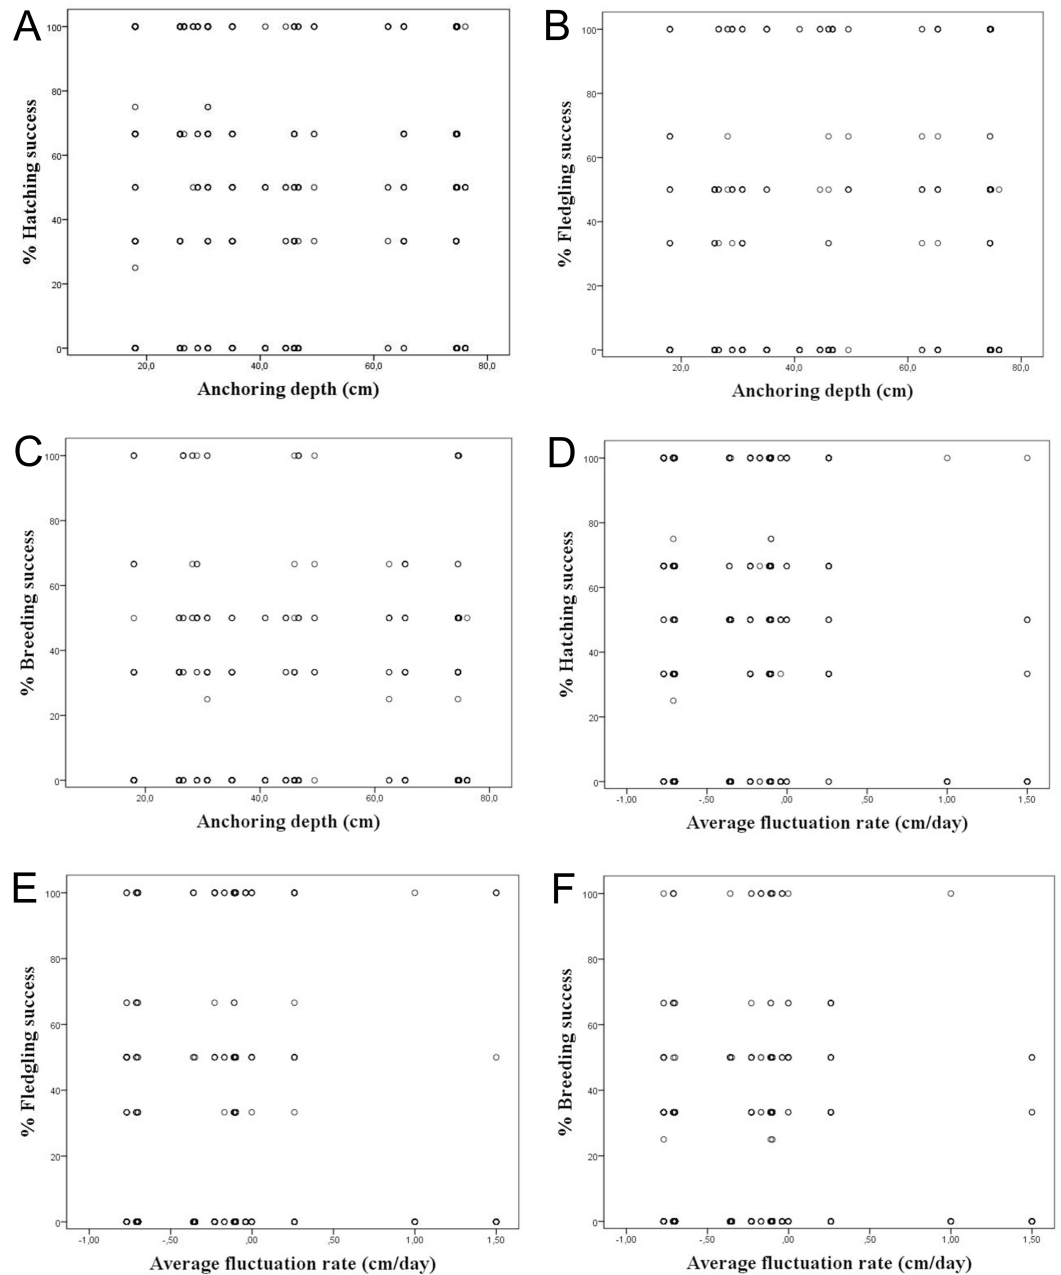 A
% Hatching success
100
80
60
40
20
0
20,0 40,0 60,0 80,0
Anchoring depth (cm)
B
% Fledgling success
100
80
60
40
20
0
20,0 40,0 60,0 80,0
Anchoring depth (cm)
C
% Breeding success
100
80
60
40
20
0
20,0 40,0 60,0 80,0
Anchoring depth (cm)
D
% Hatching success
100
80
60
40
20
0
-1,00 -,50 ,00 ,50 1,00 1,50
Average fluctuation rate (cm/day)
E
% Fledgling success
100
80
60
40
20
0
-1,00 -,50 ,00 ,50 1,00 1,50
Average fluctuation rate (cm/day)
F
% Breeding success
100
80
60
40
20
0
-1,00 -,50 ,00 ,50 1,00 1,50
Average fluctuation rate (cm/day)